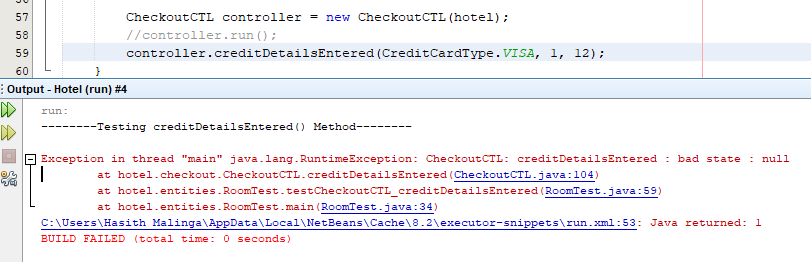 57 CheckoutCTL controller = new CheckoutCTL(hotel);
58 //controller.run();
59 controller.creditDetailsEntered(CreditCardType.VISA, 1, 12);
60 }
Output - Hotel (run) #4
run:
--------Testing creditDetailsEntered() Method--------
Exception in thread "main" java.lang.RuntimeException: CheckoutCTL: creditDetailsEntered : bad state : null
at hotel.checkout.CheckoutCTL.creditDetailsEntered(CheckoutCTL.java:104)
at hotel.entities.RoomTest.testCheckoutCTL_creditDetailsEntered(RoomTest.java:59)
at hotel.entities.RoomTest.main(RoomTest.java:34)
C:\Users\Hasith Malinga\AppData\Local\NetBeans\Cache\8.2\executor-snippets\run.xml:53: Java returned: 1
BUILD FAILED (total time: 0 seconds)